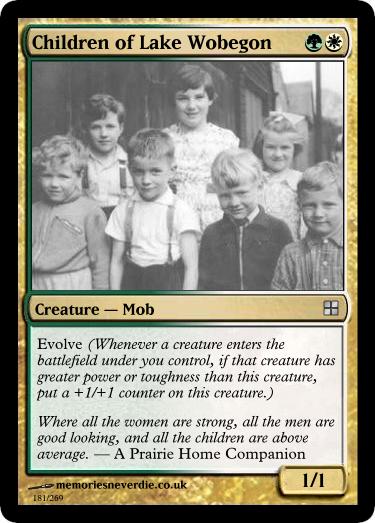 Children of Lake Wobegon
Creature — Mob
Evolve (Whenever a creature enters the
battlefield under you control, if that creature has
greater power or toughness than this creature,
put a +1/+1 counter on this creature.)
Where all the women are strong, all the men are
good looking, and all the children are above
average. — A Prairie Home Companion
1/1
memoriesneverdie.co.uk
181/269